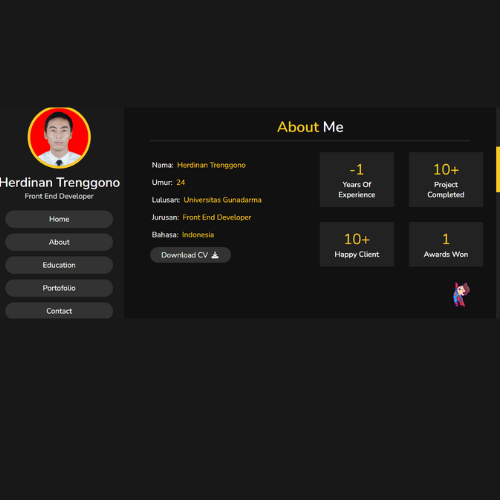 Herdinan Trenggono
Front End Developer
Home
About
Education
Portofolio
Contact
About Me
Nama: Herdinan Trenggono
Umur: 24
Lulusan: Universitas Gunadarma
Jurusan: Front End Developer
Bahasa: Indonesia
Download CV
-1
Years Of
Experience
10+
Project
Completed
10+
Happy Client
1
Awards Won